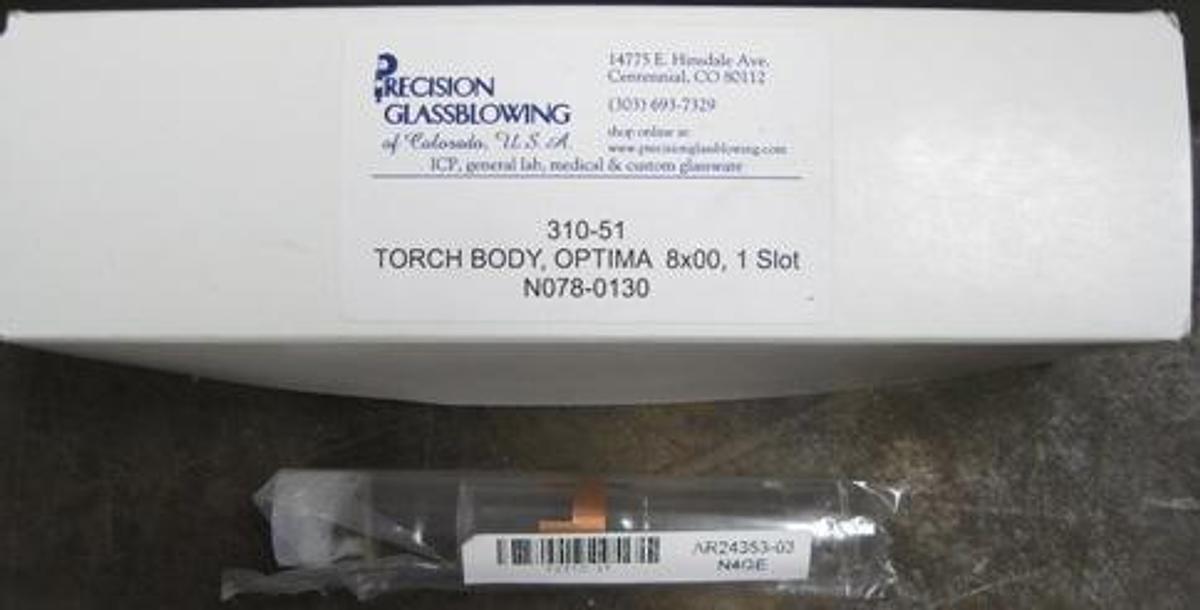 PRECISION
GLASSBLOWING
of Colorado, U.S.A.
14775 E. Hinsdale Ave.
Centennial, CO 80112
(303) 693-7329
shop online at
www.precisionglassblowing.com
ICP, general lab, medical & custom glassware
310-51
TORCH BODY, OPTIMA 8x00, 1 Slot
N078-0130
AR24353-03